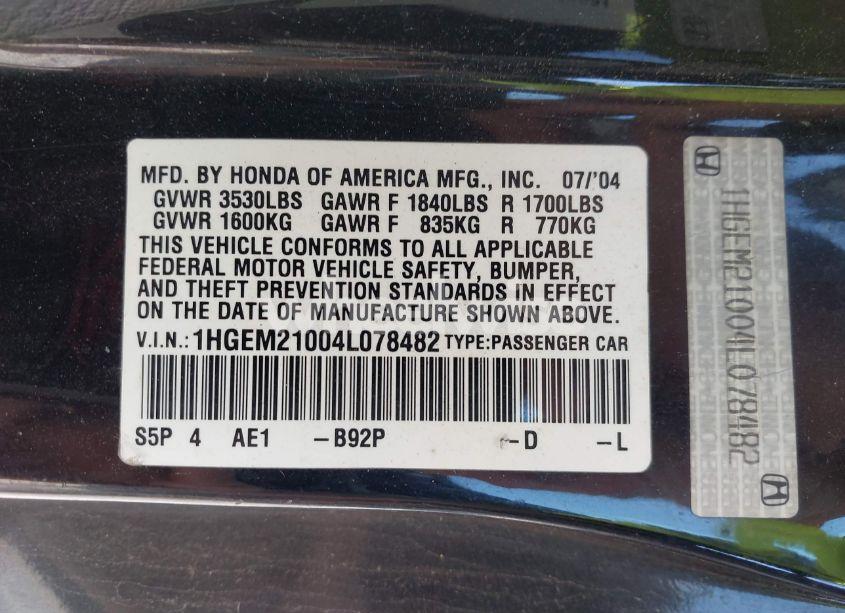 MFD. BY HONDA OF AMERICA MFG., INC. 07/'04
GVWR 3530LBS GAWR F 1840LBS R 1700LBS
GVWR 1600KG GAWR F 835KG R 770KG
THIS VEHICLE CONFORMS TO ALL APPLICABLE
FEDERAL MOTOR VEHICLE SAFETY, BUMPER,
AND THEFT PREVENTION STANDARDS IN EFFECT
ON THE DATE OF MANUFACTURE SHOWN ABOVE.
V.I.N.: 1HGEM21004L078482 TYPE:PASSENGER CAR
S5P 4 AE1 -B92P -D -L
1HGEM21004L078482